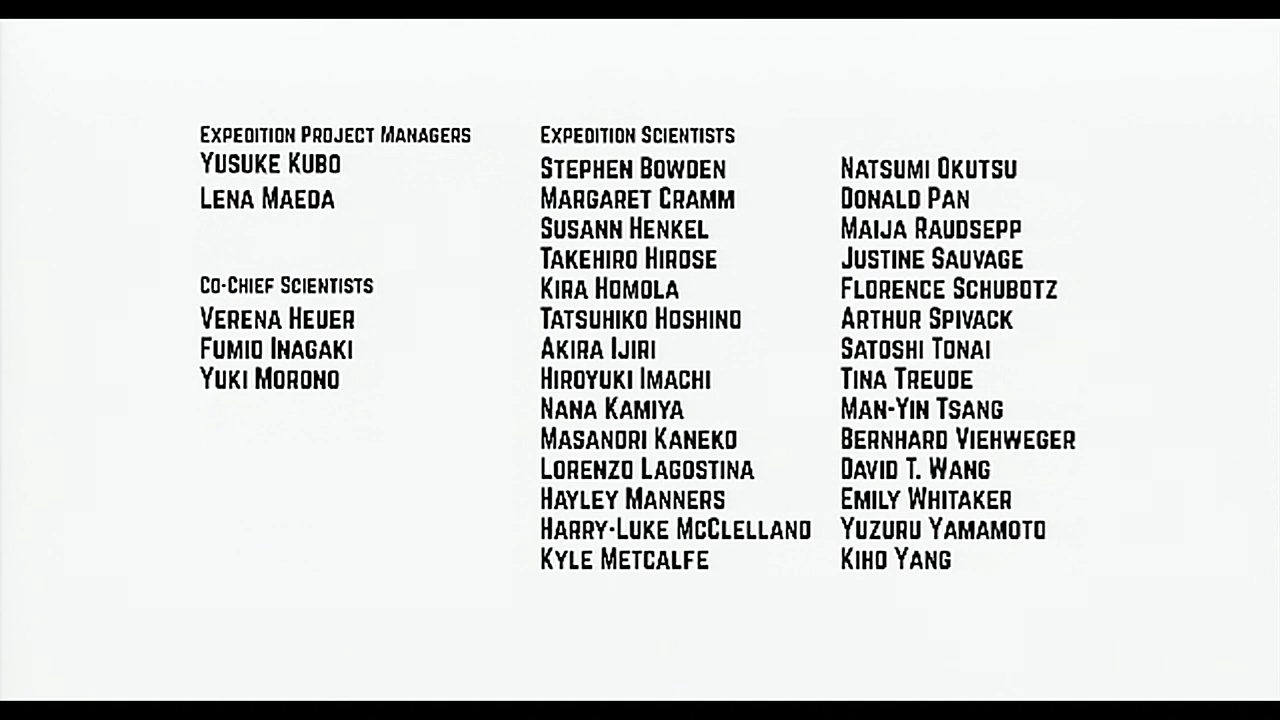 Expedition Project Managers
Yusuke Kubo
Lena Maeda
Co-Chief Scientists
Verena Heuer
Fumio Inagaki
Yuki Morono
Expedition Scientists
Stephen Bowden
Margaret Cramm
Susann Henkel
Takehiro Hirose
Kira Homola
Tatsuhiko Hoshino
Akira Ijiri
Hiroyuki Imachi
Nana Kamiya
Masanori Kaneko
Lorenzo Lagostina
Hayley Manners
Harry-Luke McClelland
Kyle Metcalfe
Natsumi Okutsu
Donald Pan
Maija Raudsepp
Justine Sauvage
Florence Schubotz
Arthur Spivack
Satoshi Tonai
Tina Treude
Man-Yin Tsang
Bernhard Viehweger
David T. Wang
Emily Whitaker
Yuzuru Yamamoto
Kiho Yang